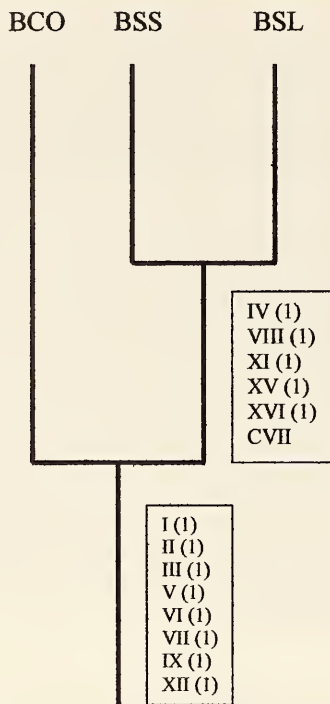 BCO BSS BSL
IV (1)
VIII (1)
XI (1)
XV (1)
XVI (1)
CVII
I (1)
II (1)
III (1)
V (1)
VI (1)
VII (1)
IX (1)
XII (1)